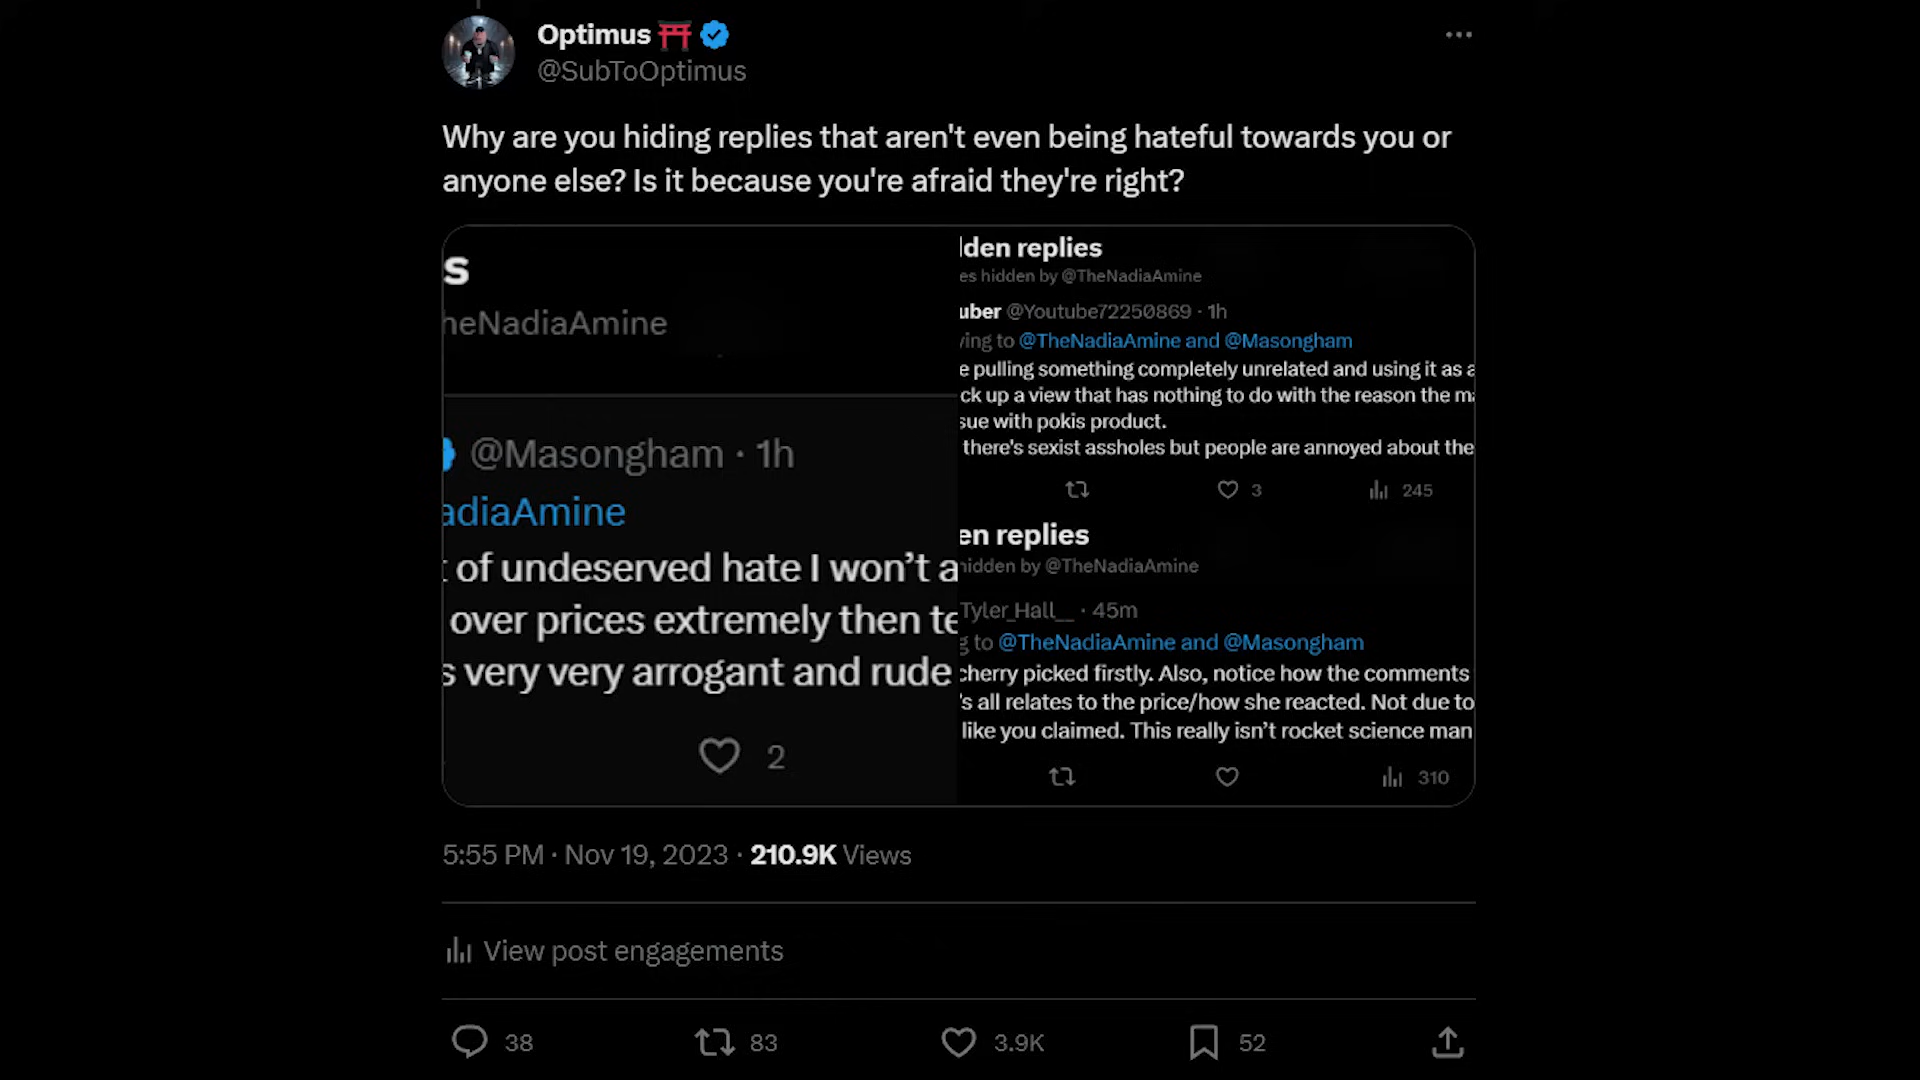 Optimus
@SubToOptimus
Why are you hiding replies that aren't even being hateful towards you or
anyone else? Is it because you're afraid they're right?
s
heNadiaAmine
@Masongham · 1h
adiaAmine
of undeserved hate I won't a
over prices extremely then te
s very very arrogant and rude
2
dden replies
es hidden by @TheNadiaAmine
uber @Youtube72250869 · 1h
ying to @TheNadiaAmine and @Masongham
e pulling something completely unrelated and using it as a
ck up a view that has nothing to do with the reason the ma
sue with pokis product.
there's sexist assholes but people are annoyed about the
3
245
en replies
hidden by @TheNadiaAmine
Tyler_Hall__ · 45m
g to @TheNadiaAmine and @Masongham
cherry picked firstly. Also, notice how the comments
's all relates to the price/how she reacted. Not due to
like you claimed. This really isn't rocket science man
310
5:55 PM · Nov 19, 2023 · 210.9K Views
View post engagements
38
83
3.9K
52